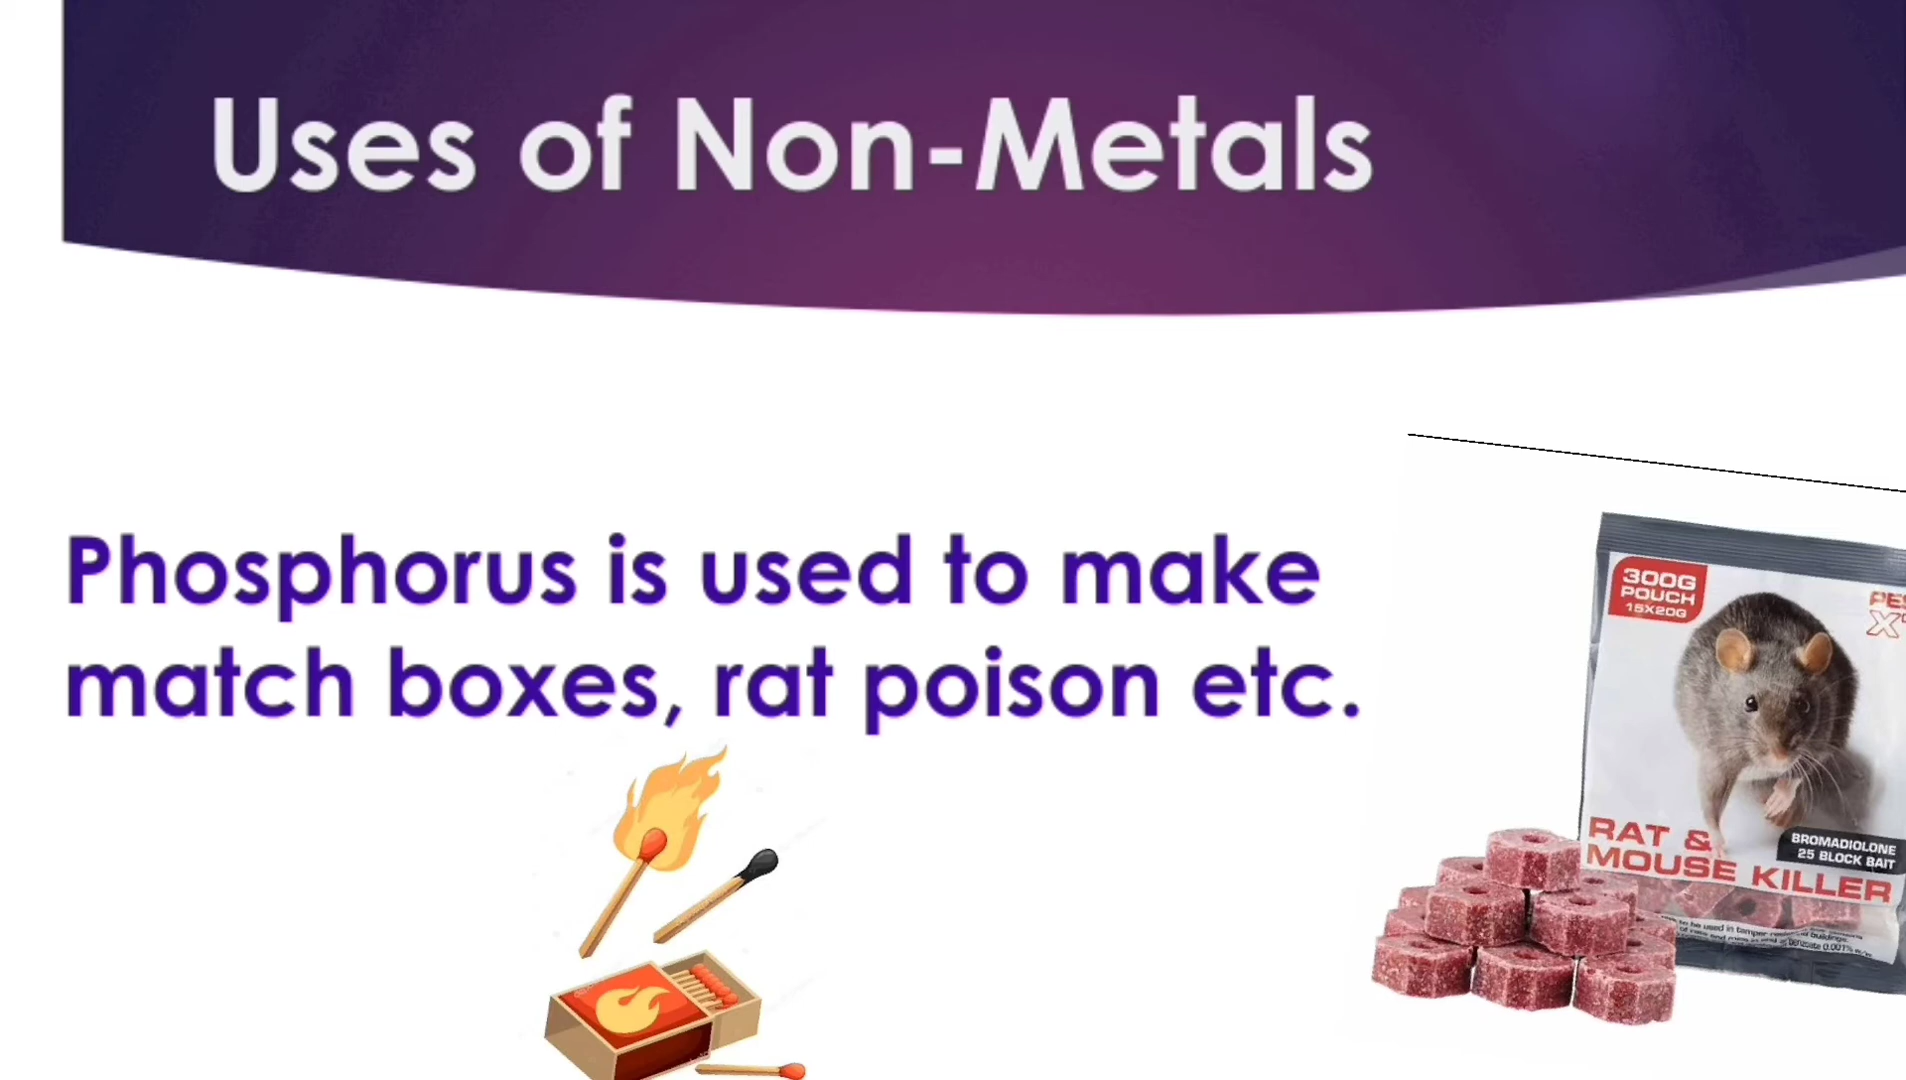 Uses of Non-Metals
Phosphorus is used to make
match boxes, rat poison etc.
300G
POUCH
15X20G
RAT &
MOUSE KILLER
BROMADIOLONE
25 BLOCK BAIT